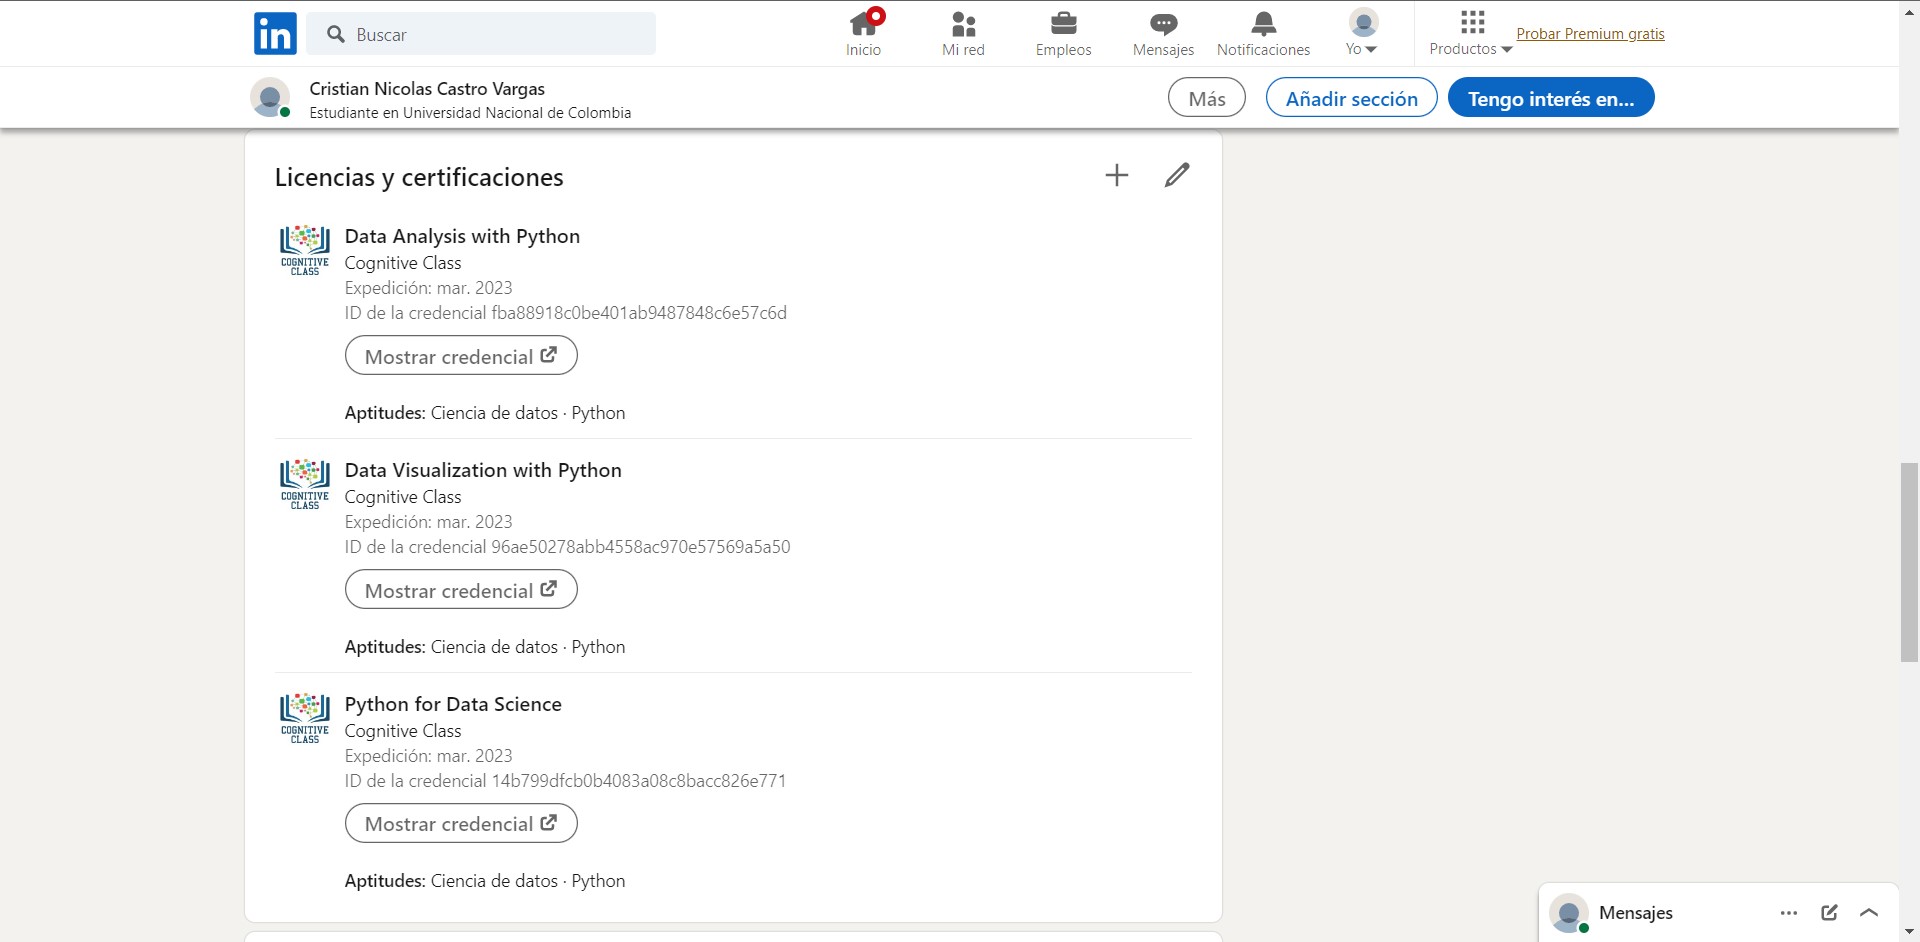 in
Buscar
Inicio
Mi red
Empleos
Mensajes
Notificaciones
Yo
Productos
Probar Premium gratis
Cristian Nicolas Castro Vargas
Estudiante en Universidad Nacional de Colombia
Más
Añadir sección
Tengo interés en...
Licencias y certificaciones
COGNITIVE
CLASS
Data Analysis with Python
Cognitive Class
Expedición: mar. 2023
ID de la credencial fba88918c0be401ab9487848c6e57c6d
Mostrar credencial
Aptitudes: Ciencia de datos · Python
COGNITIVE
CLASS
Data Visualization with Python
Cognitive Class
Expedición: mar. 2023
ID de la credencial 96ae50278abb4558ac970e57569a5a50
Mostrar credencial
Aptitudes: Ciencia de datos · Python
COGNITIVE
CLASS
Python for Data Science
Cognitive Class
Expedición: mar. 2023
ID de la credencial 14b799dfcb0b4083a08c8bacc826e771
Mostrar credencial
Aptitudes: Ciencia de datos · Python
Mensajes